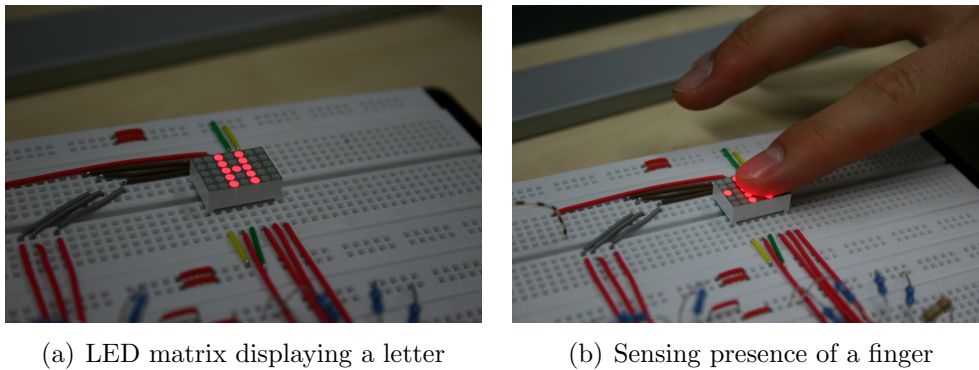 H
(a) LED matrix displaying a letter
(b) Sensing presence of a finger